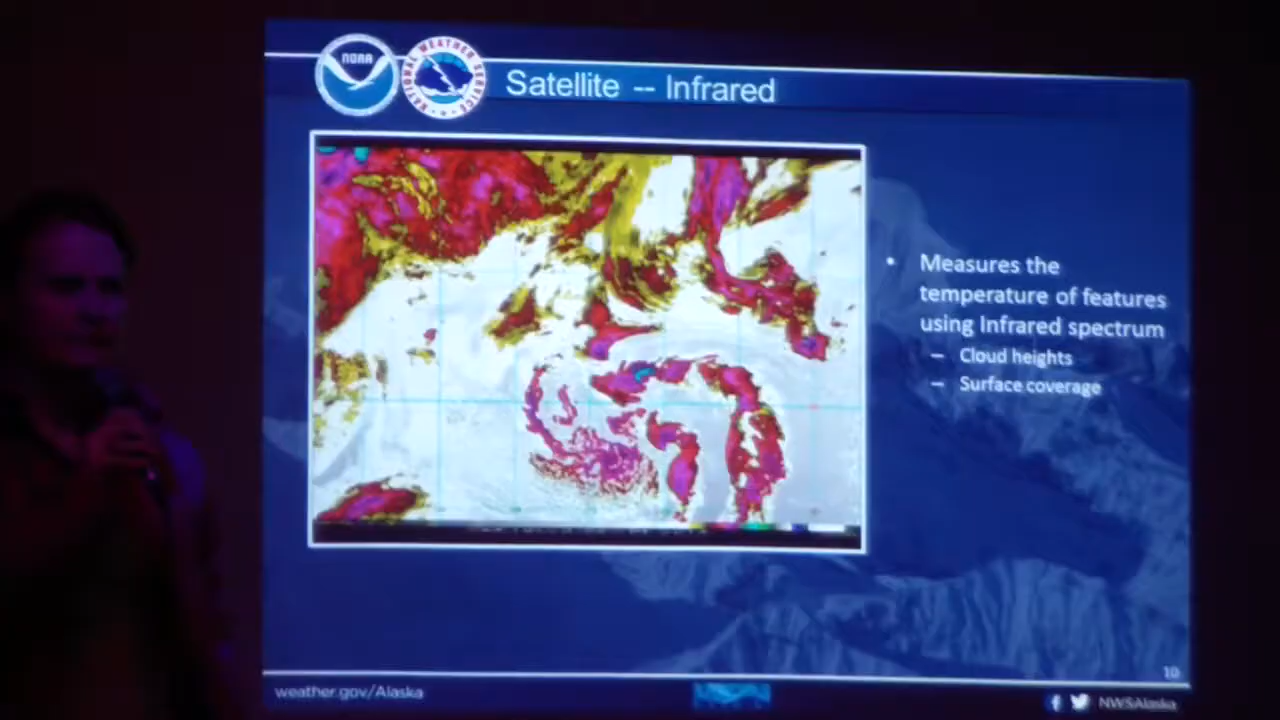 NOAA
NATIONAL WEATHER SERVICE
Satellite -- Infrared
• Measures the
temperature of features
using Infrared spectrum
– Cloud heights
– Surface coverage
10
weather.gov/Alaska
NWSAlaska